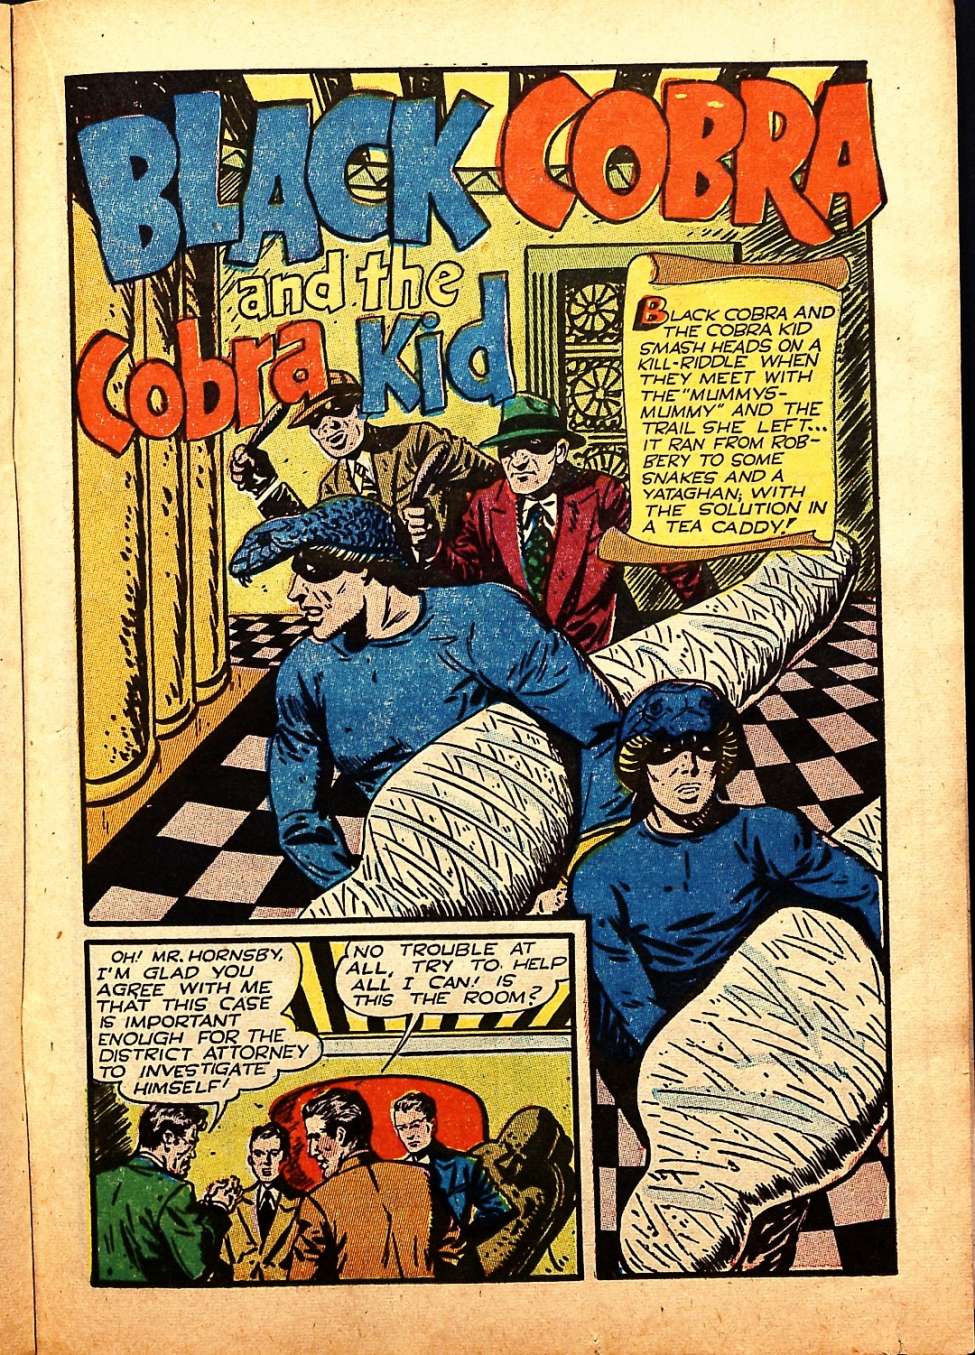 BLACK COBRA
and the
Cobra Kid
BLACK COBRA AND
THE COBRA KID
SMASH HEADS ON A
KILL-RIDDLE WHEN
THEY MEET WITH
THE "MUMMYS-
MUMMY" AND THE
TRAIL SHE LEFT...
IT RAN FROM ROB-
BERY TO SOME
SNAKES AND A
YATAGHAN; WITH
THE SOLUTION IN
A TEA CADDY!
OH! MR. HORNSBY,
I'M GLAD YOU
AGREE WITH ME
THAT THIS CASE
IS IMPORTANT
ENOUGH FOR THE
DISTRICT ATTORNEY
TO INVESTIGATE
HIMSELF!
NO TROUBLE AT
ALL, TRY TO HELP
ALL I CAN! IS
THIS THE ROOM?